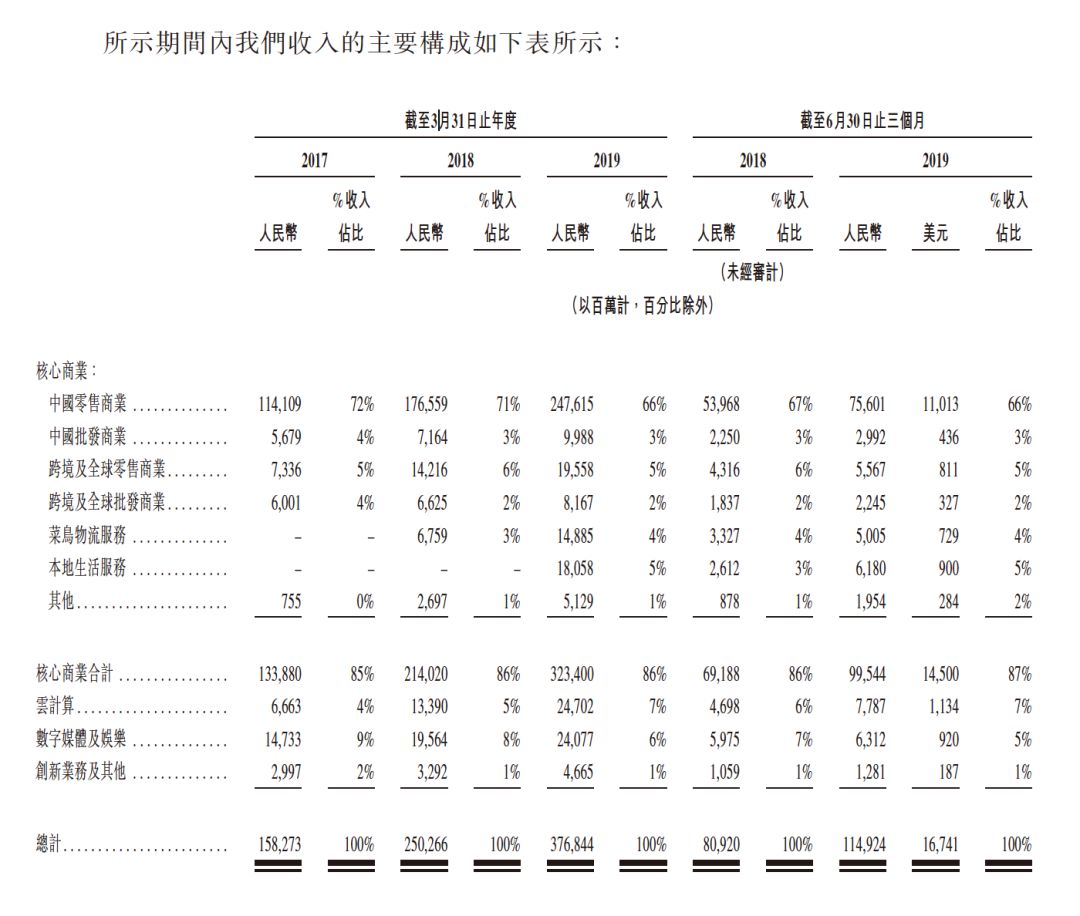 所示期間內我們收入的主要構成如下表所示：
截至3月31日止年度 截至6月30日止三個月
2017 2018 2019 2018 2019
%收入 %收入 %收入 %收入 %收入
人民幣 佔比 人民幣 佔比 人民幣 佔比 人民幣 佔比 人民幣 美元 佔比
（未經審計）
（以百萬計，百分比除外）
核心商業：
中國零售商業 .............. 114,109 72% 176,559 71% 247,615 66% 53,968 67% 75,601 11,013 66%
中國批發商業 .............. 5,679 4% 7,164 3% 9,988 3% 2,250 3% 2,992 436 3%
跨境及全球零售商業......... 7,336 5% 14,216 6% 19,558 5% 4,316 6% 5,567 811 5%
跨境及全球批發商業......... 6,001 4% 6,625 2% 8,167 2% 1,837 2% 2,245 327 2%
菜鳥物流服務 .............. – – 6,759 3% 14,885 4% 3,327 4% 5,005 729 4%
本地生活服務 .............. – – – – 18,058 5% 2,612 3% 6,180 900 5%
其他...................... 755 0% 2,697 1% 5,129 1% 878 1% 1,954 284 2%
核心商業合計 ................ 133,880 85% 214,020 86% 323,400 86% 69,188 86% 99,544 14,500 87%
雲計算...................... 6,663 4% 13,390 5% 24,702 7% 4,698 6% 7,787 1,134 7%
數字媒體及娛樂 .............. 14,733 9% 19,564 8% 24,077 6% 5,975 7% 6,312 920 5%
創新業務及其他 .............. 2,997 2% 3,292 1% 4,665 1% 1,059 1% 1,281 187 1%
總計........................ 158,273 100% 250,266 100% 376,844 100% 80,920 100% 114,924 16,741 100%